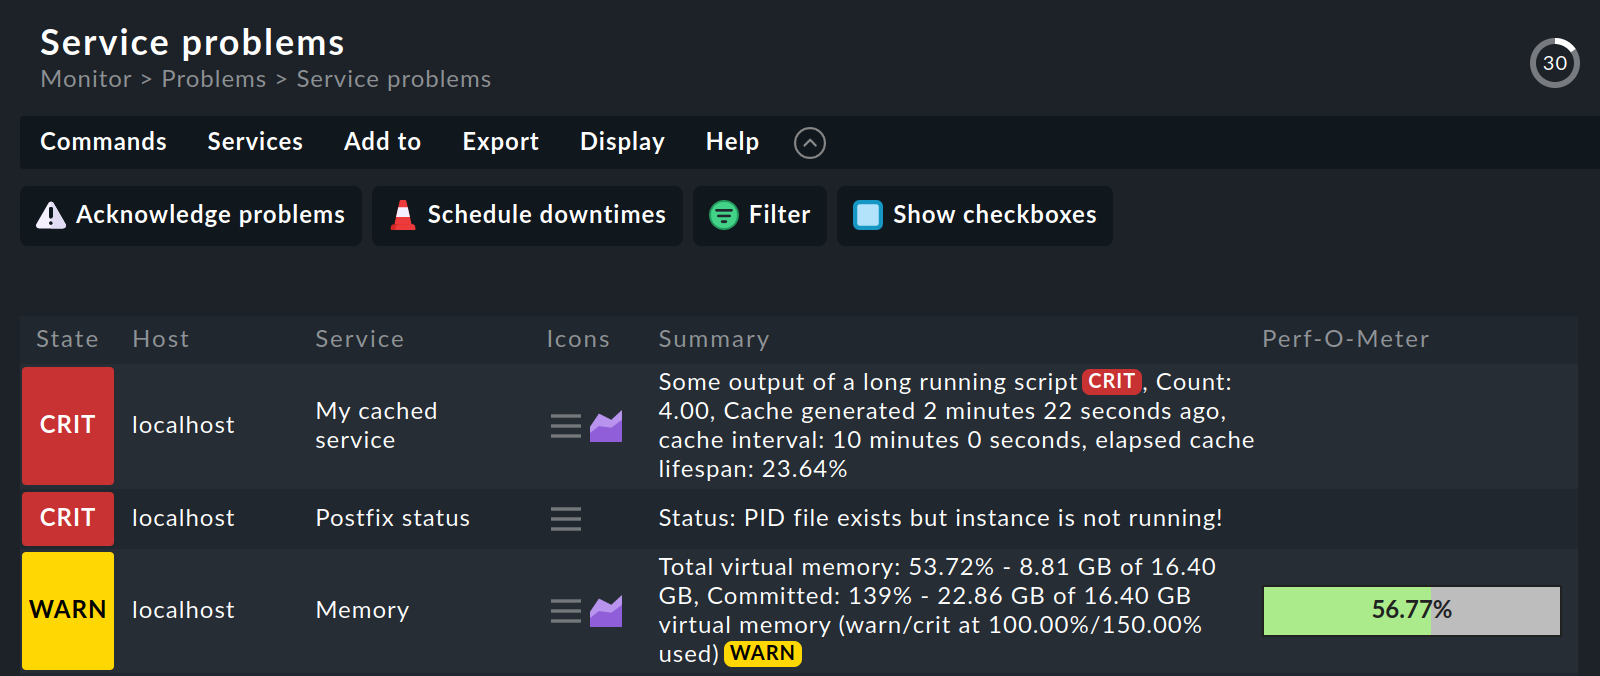 Service problems
Monitor > Problems > Service problems
30
Commands Services Add to Export Display Help
Acknowledge problems Schedule downtimes Filter Show checkboxes
State Host Service Icons Summary Perf-O-Meter
CRIT localhost My cached service Some output of a long running script CRIT, Count:
4.00, Cache generated 2 minutes 22 seconds ago,
cache interval: 10 minutes 0 seconds, elapsed cache
lifespan: 23.64%
CRIT localhost Postfix status Status: PID file exists but instance is not running!
WARN localhost Memory Total virtual memory: 53.72% - 8.81 GB of 16.40
GB, Committed: 139% - 22.86 GB of 16.40 GB
virtual memory (warn/crit at 100.00%/150.00%
used) WARN
56.77%